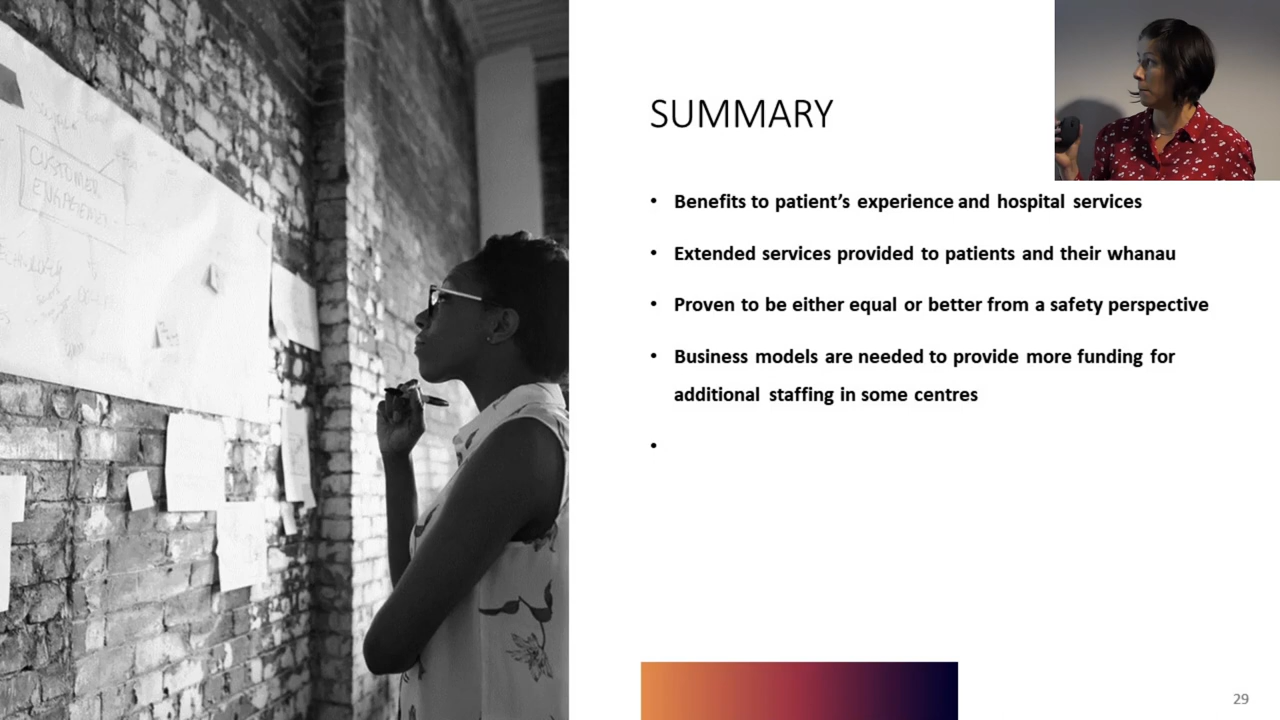 CUSTOMER
SUMMARY
• Benefits to patient’s experience and hospital services
• Extended services provided to patients and their whanau
• Proven to be either equal or better from a safety perspective
• Business models are needed to provide more funding for
additional staffing in some centres
•
29